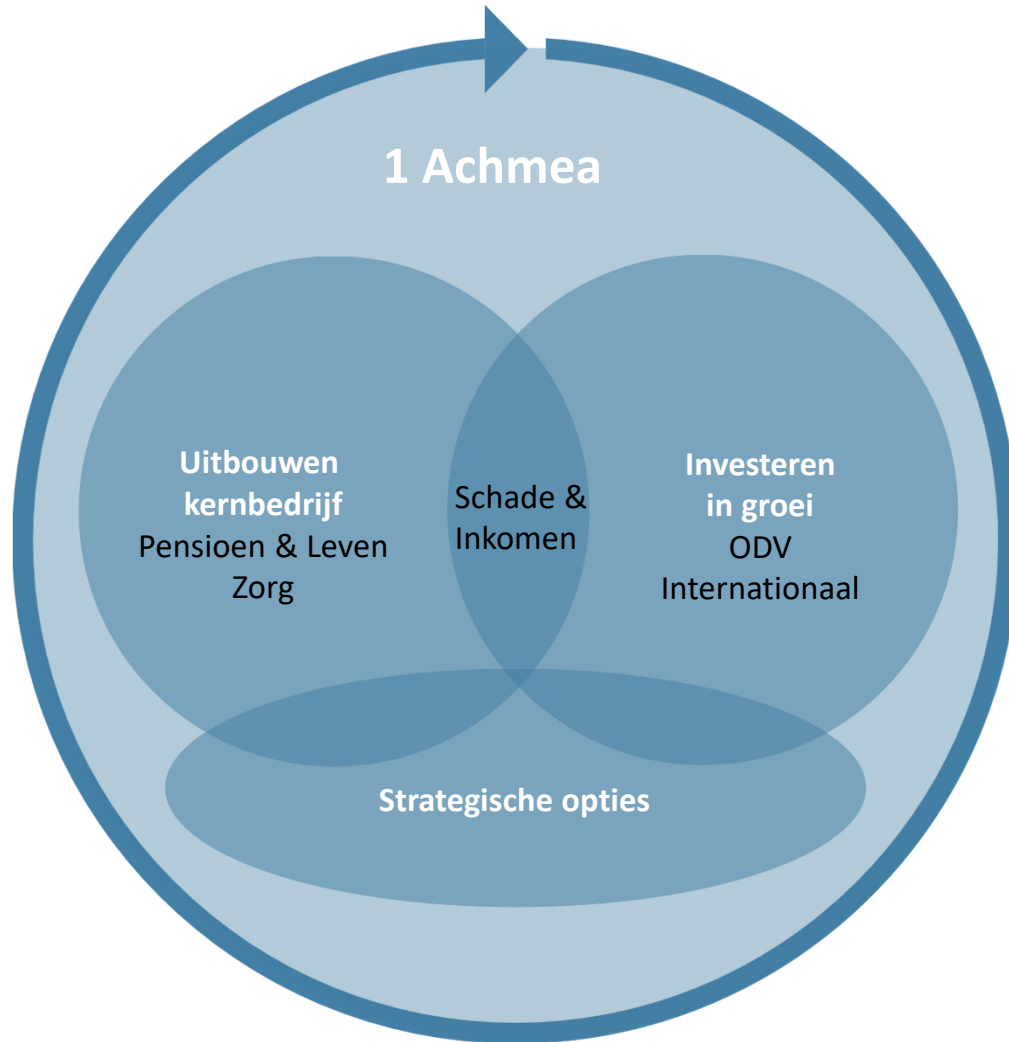 1 Achmea
Uitbouwen
kernbedrijf
Pensioen & Leven
Zorg
Schade &
Inkomen
Investeren
in groei
ODV
Internationaal
Strategische opties